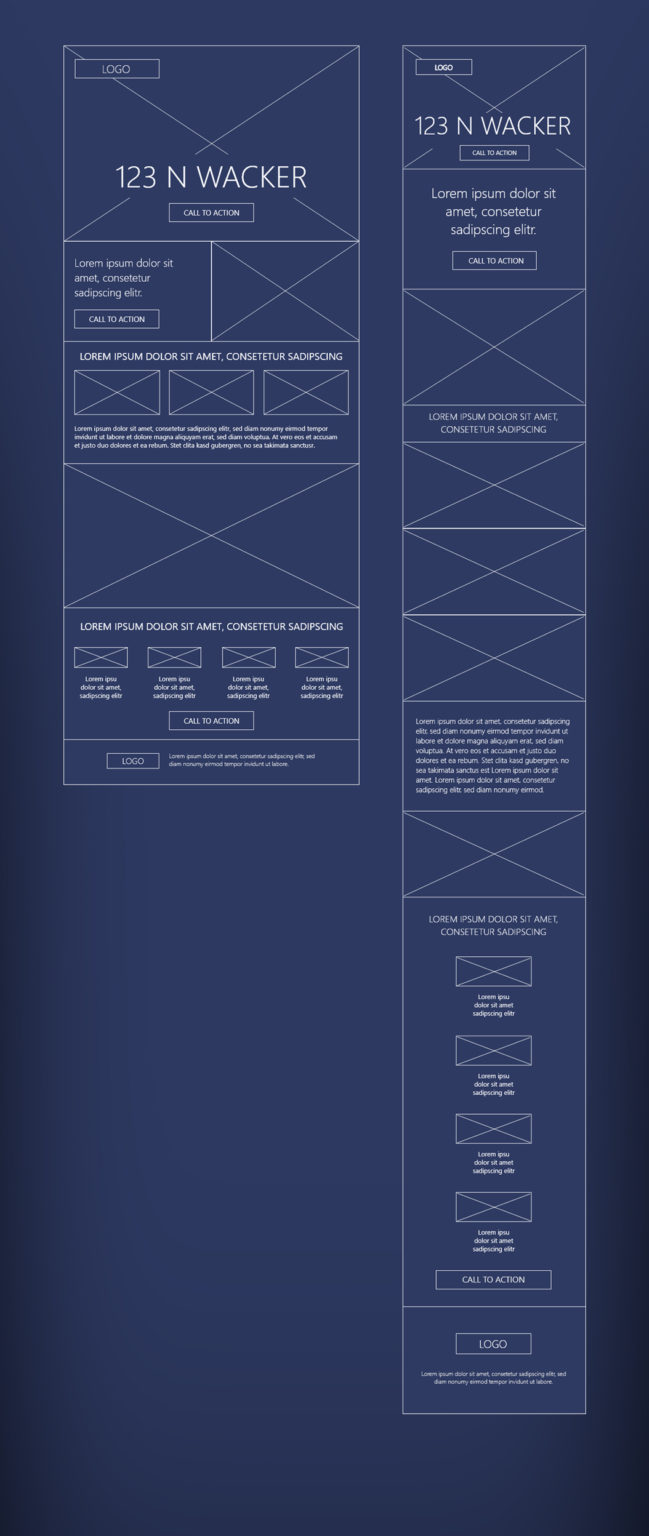 LOGO
123 N WACKER
CALL TO ACTION
Lorem ipsum dolor sit
amet, consetetur
sadipscing elitr.
CALL TO ACTION
LOREM IPSUM DOLOR SIT AMET, CONSETETUR SADIPSCING
Lorem ipsum dolor sit amet, consetetur sadipscing elitr, sed diam nonumy eirmod tempor
invidunt ut labore et dolore magna aliquyam erat, sed diam voluptua. At vero eos et accusam
et justo duo dolores et ea rebum. Stet clita kasd gubergren, no sea takimata sanctusr.
LOREM IPSUM DOLOR SIT AMET, CONSETETUR SADIPSCING
Lorem ipsu
dolor sit amet,
sadipscing elitr
Lorem ipsu
dolor sit amet,
sadipscing elitr
Lorem ipsu
dolor sit amet,
sadipscing elitr
Lorem ipsu
dolor sit amet,
sadipscing elitr
CALL TO ACTION
LOGO
Lorem ipsum dolor sit amet, consetetur sadipscing elitr, sed
diam nonumy eirmod tempor invidunt ut labore.
LOGO
123 N WACKER
CALL TO ACTION
Lorem ipsum dolor sit
amet, consetetur
sadipscing elitr.
CALL TO ACTION
LOREM IPSUM DOLOR SIT AMET,
CONSETETUR SADIPSCING
Lorem ipsum dolor sit amet, consetetur sadipscing
elitr, sed diam nonumy eirmod tempor invidunt ut
labore et dolore magna aliquyam erat, sed diam
voluptua. At vero eos et accusam et justo duo
dolores et ea rebum. Stet clita kasd gubergren, no
sea takimata sanctus est Lorem ipsum dolor sit
amet. Lorem ipsum dolor sit amet, consetetur
sadipscing elitr, sed diam nonumy eirmod.
LOREM IPSUM DOLOR SIT AMET,
CONSETETUR SADIPSCING
Lorem ipsu
dolor sit amet
sadipscing elitr
Lorem ipsu
dolor sit amet
sadipscing elitr
Lorem ipsu
dolor sit amet
sadipscing elitr
Lorem ipsu
dolor sit amet
sadipscing elitr
CALL TO ACTION
LOGO
Lorem ipsum dolor sit amet, consetetur sadipscing elitr, sed
diam nonumy eirmod tempor invidunt ut labore.